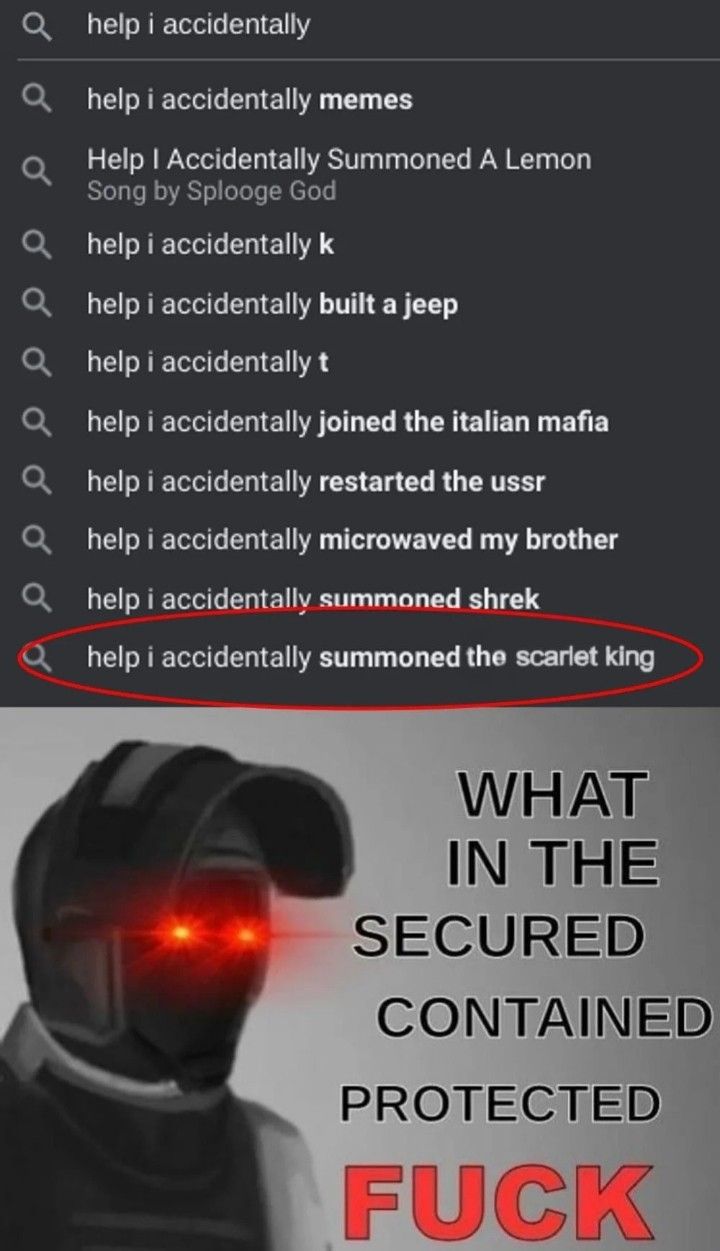 help i accidentally
help i accidentally memes
Help I Accidentally Summoned A Lemon
Song by Splooge God
help i accidentally k
help i accidentally built a jeep
help i accidentally t
help i accidentally joined the italian mafia
help i accidentally restarted the ussr
help i accidentally microwaved my brother
help i accidentally summoned shrek
help i accidentally summoned the scarlet king
WHAT
IN THE
SECURED
CONTAINED
PROTECTED
FUCK